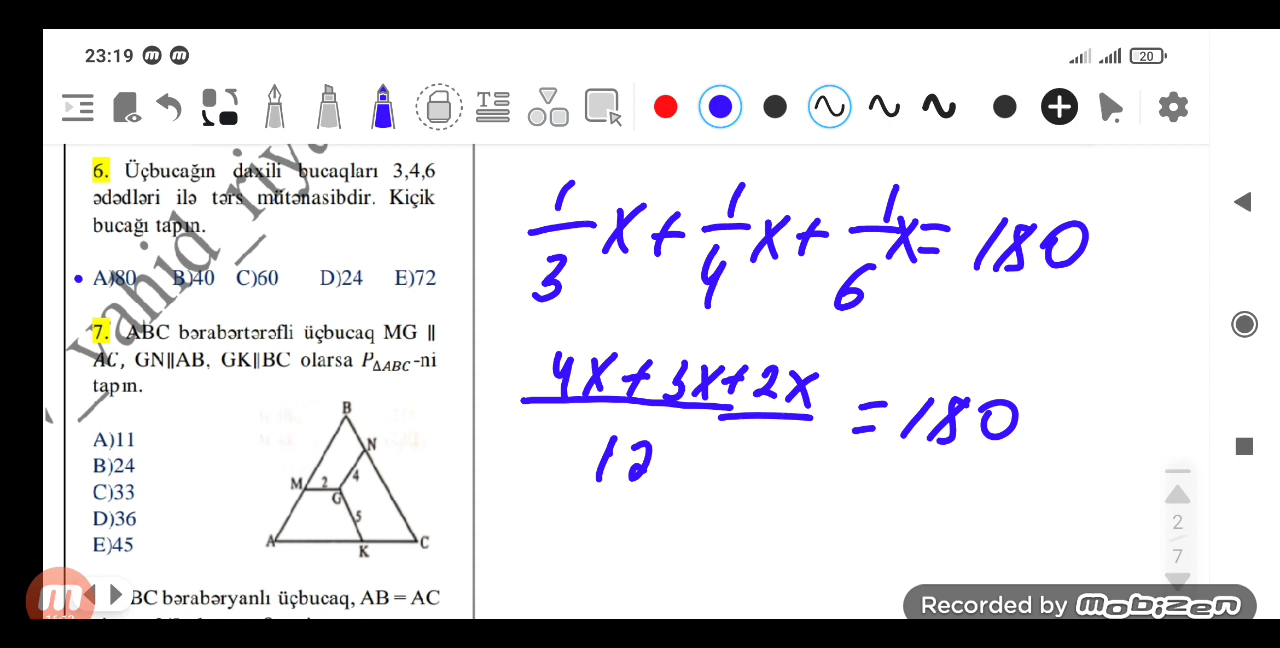 23:19
20
6. Üçbucağın daxili bucaqları 3,4,6
ədədləri ilə tərs mütənasibdir. Kiçik
bucağı tapın.
A)80 B)40 C)60 D)24 E)72
7. ABC bərabərtərəfli üçbucaq MG ||
AC, GN||AB, GK||BC olarsa P△ABC-ni
tapın.
A)11
B)24
C)33
D)36
E)45
B
N
M 2 4
G
5
A K C
BC bərabəryanlı üçbucaq, AB = AC
1/3 x + 1/4 x + 1/6 x = 180
4x + 3x + 2x / 12 = 180
2
7
Recorded by mobizen
vahid_riy